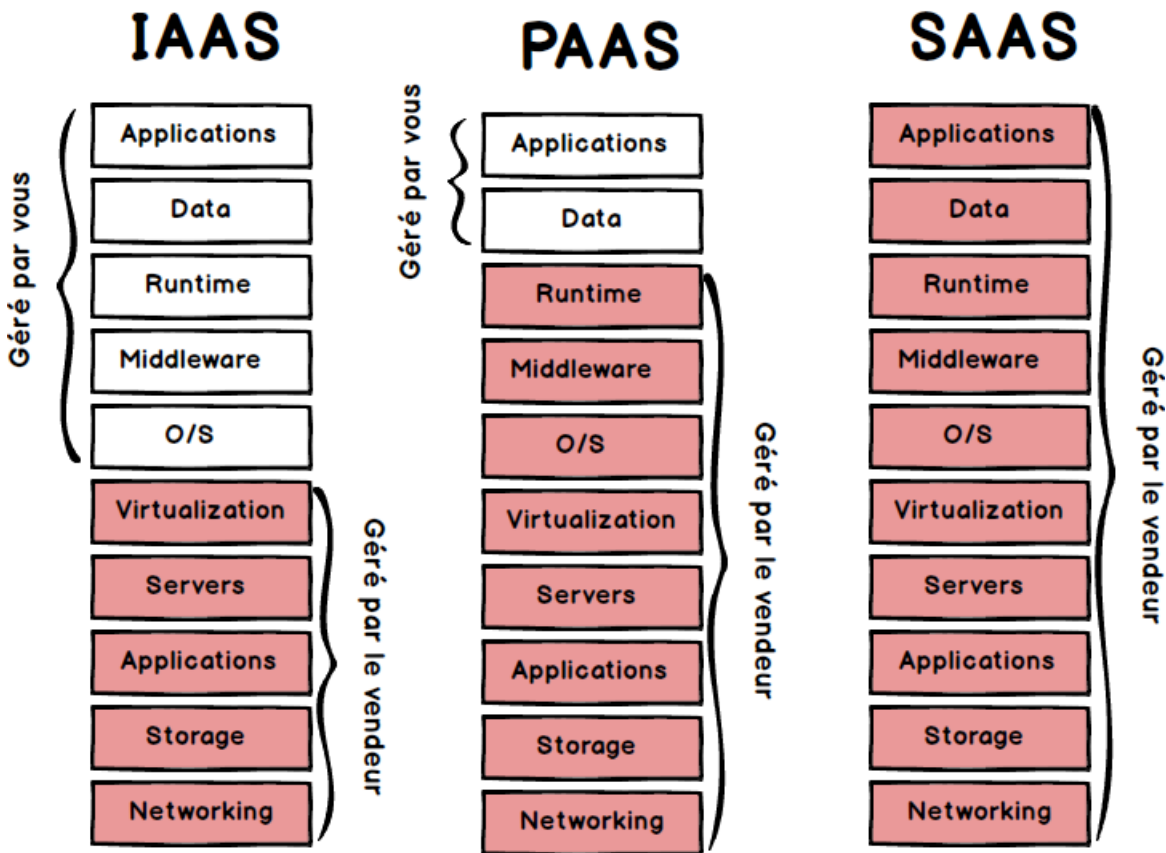 IAAS
Géré par vous
Applications
Data
Runtime
Middleware
O/S
Virtualization
Servers
Applications
Storage
Networking
Géré par le vendeur
PAAS
Géré par vous
Applications
Data
Runtime
Middleware
O/S
Virtualization
Servers
Applications
Storage
Networking
Géré par le vendeur
SAAS
Applications
Data
Runtime
Middleware
O/S
Virtualization
Servers
Applications
Storage
Networking
Géré par le vendeur